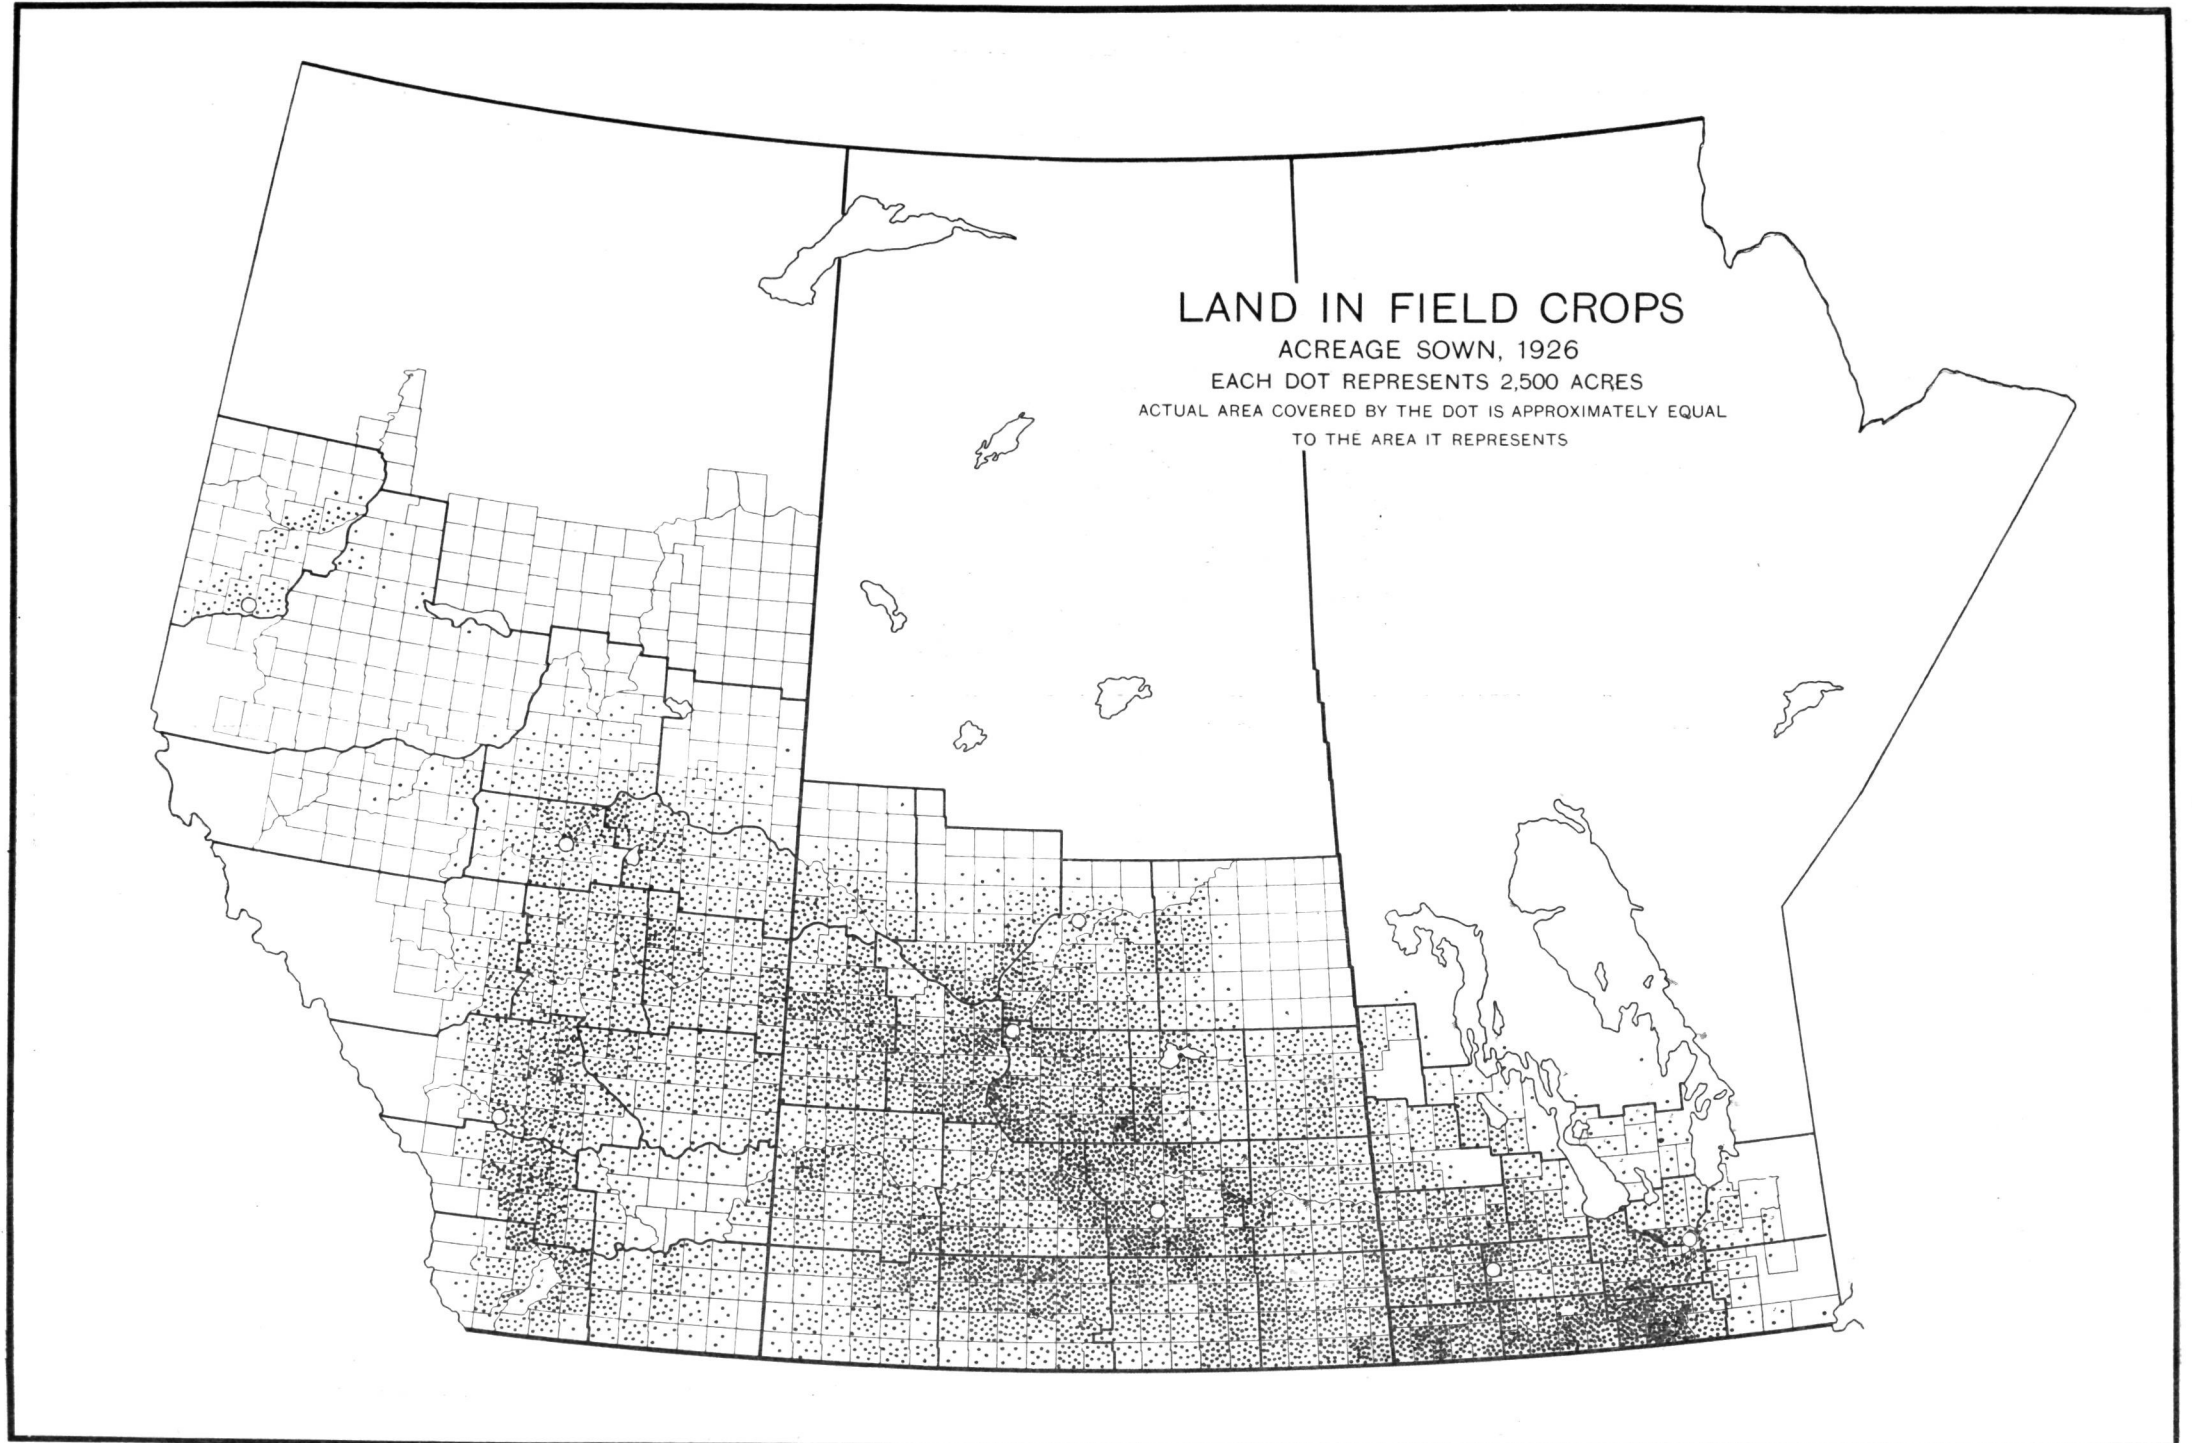 LAND IN FIELD CROPS
ACREAGE SOWN, 1926
EACH DOT REPRESENTS 2,500 ACRES
ACTUAL AREA COVERED BY THE DOT IS APPROXIMATELY EQUAL
TO THE AREA IT REPRESENTS